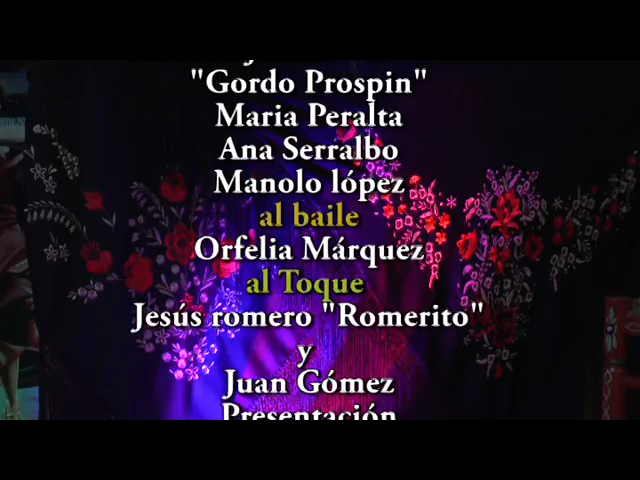 "Gordo Prospin"
Maria Peralta
Ana Serralbo
Manolo lópez
al baile
Orfelia Márquez
al Toque
Jesús romero "Romerito"
y
Juan Gómez
Presentación